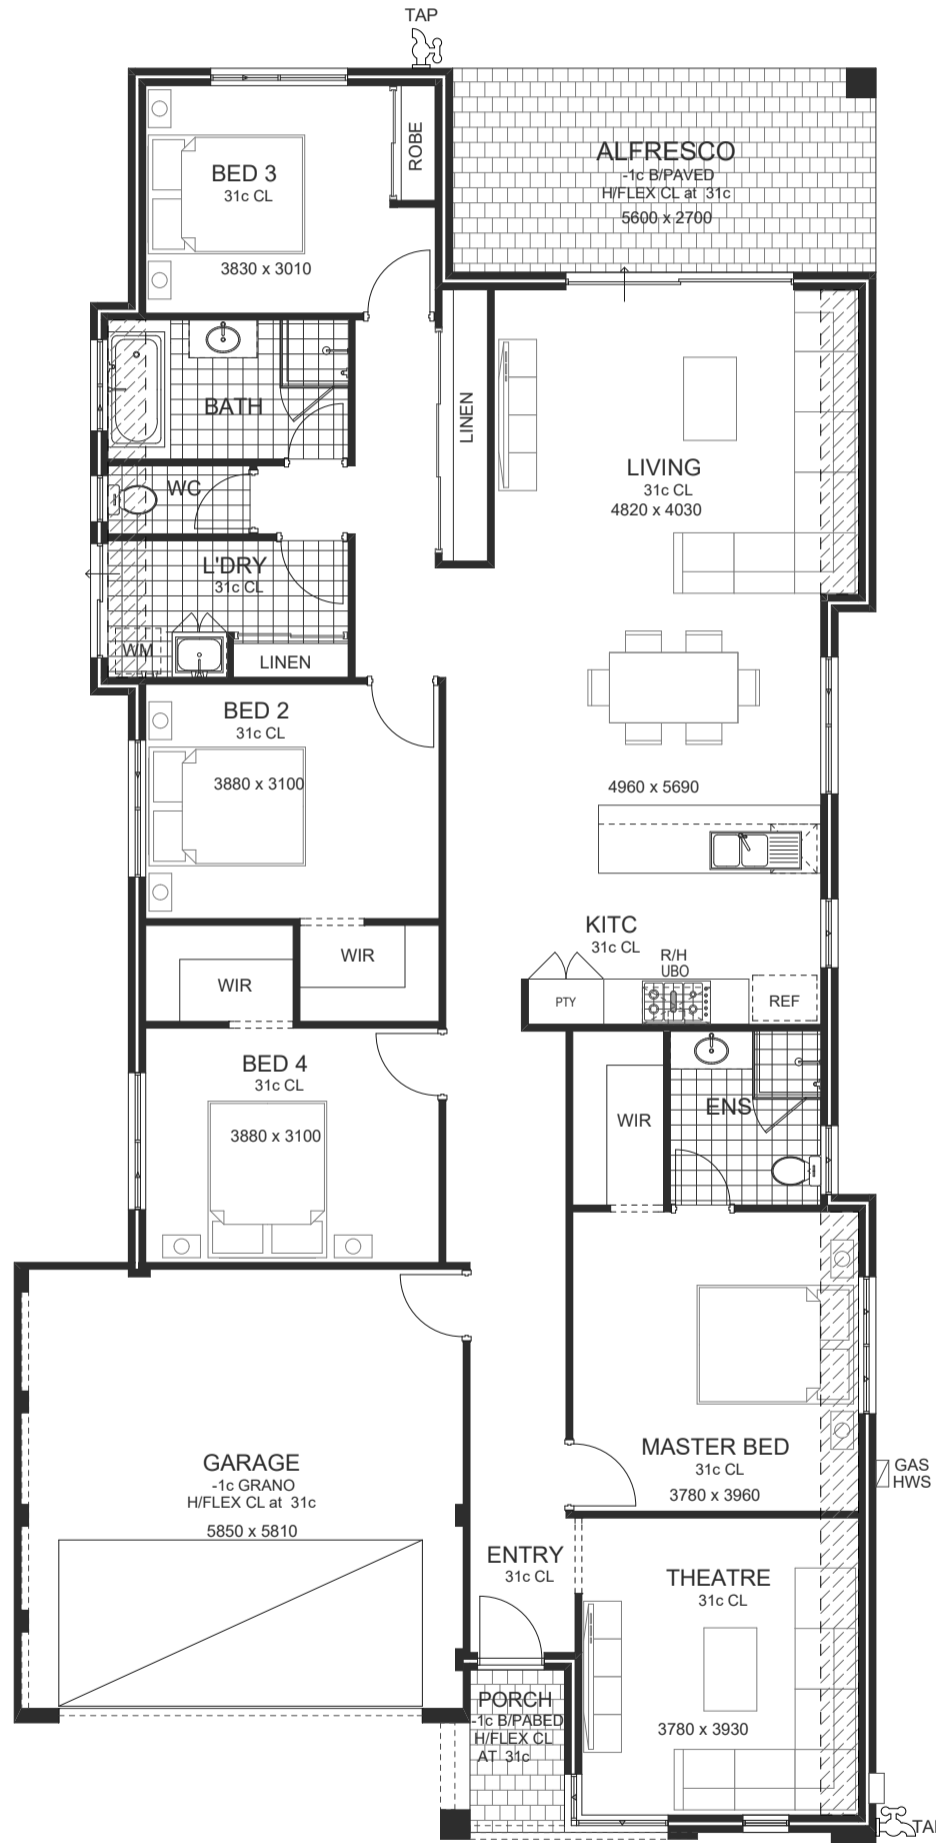 TAP
BED 3
31c CL
3830 x 3010
ROBE
ALFRESCO
-1c B/PAVED
H/FLEX CL at 31c
5600 x 2700
BATH
LINEN
LIVING
31c CL
4820 x 4030
WC
L'DRY
31c CL
WM
LINEN
BED 2
31c CL
3880 x 3100
4960 x 5690
KITC
31c CL
R/H
UBO
PTY
REF
WIR
WIR
BED 4
31c CL
3880 x 3100
WIR
ENS
MASTER BED
31c CL
3780 x 3960
GAS
HWS
GARAGE
-1c GRANO
H/FLEX CL at 31c
5850 x 5810
ENTRY
31c CL
THEATRE
31c CL
3780 x 3930
PORCH
-1c B/PABED
H/FLEX CL
AT 31c
TAP